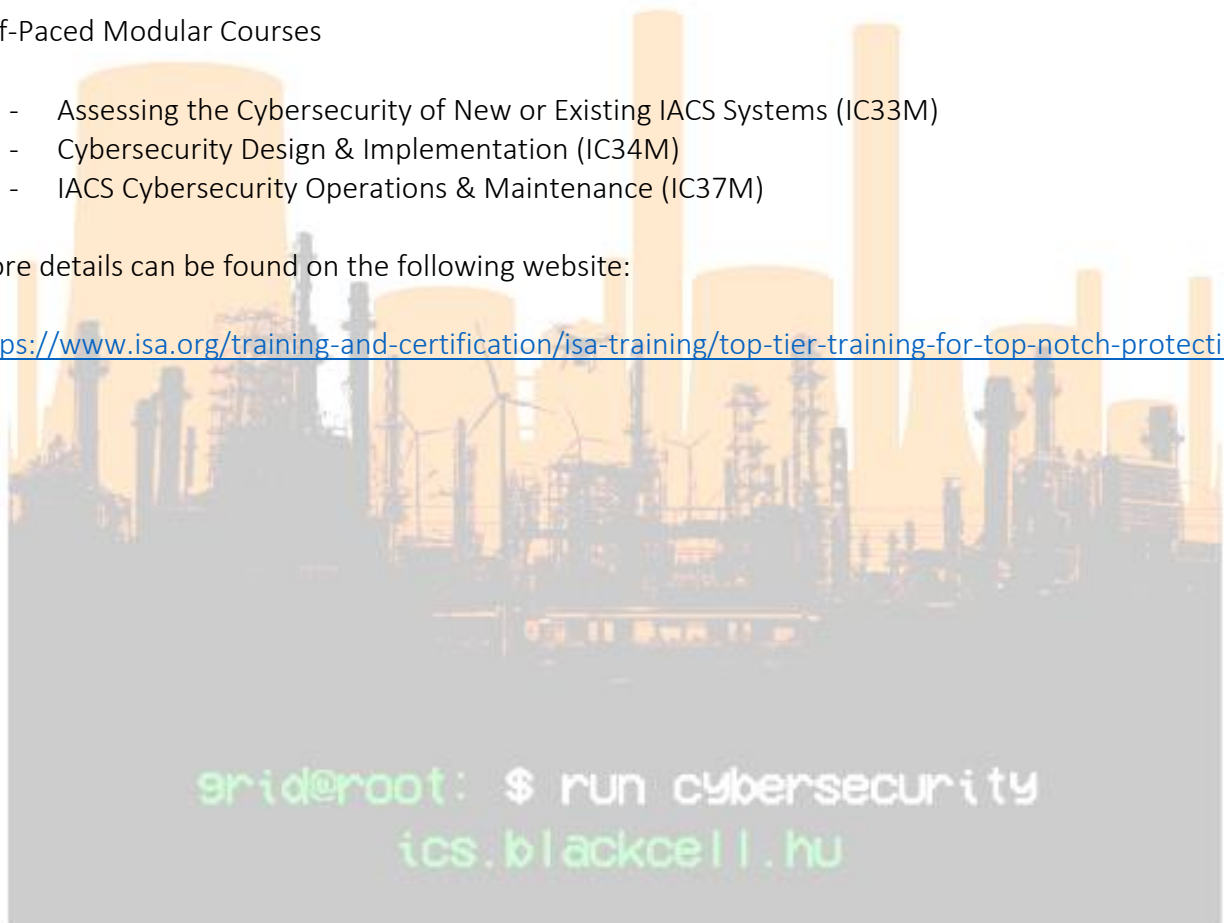 f-Paced Modular Courses
- Assessing the Cybersecurity of New or Existing IACS Systems (IC33M)
- Cybersecurity Design & Implementation (IC34M)
- IACS Cybersecurity Operations & Maintenance (IC37M)
ore details can be found on the following website:
ps://www.isa.org/training-and-certification/isa-training/top-tier-training-for-top-notch-protecti
grid@root: $ run cybersecurity
ics.blackcell.hu